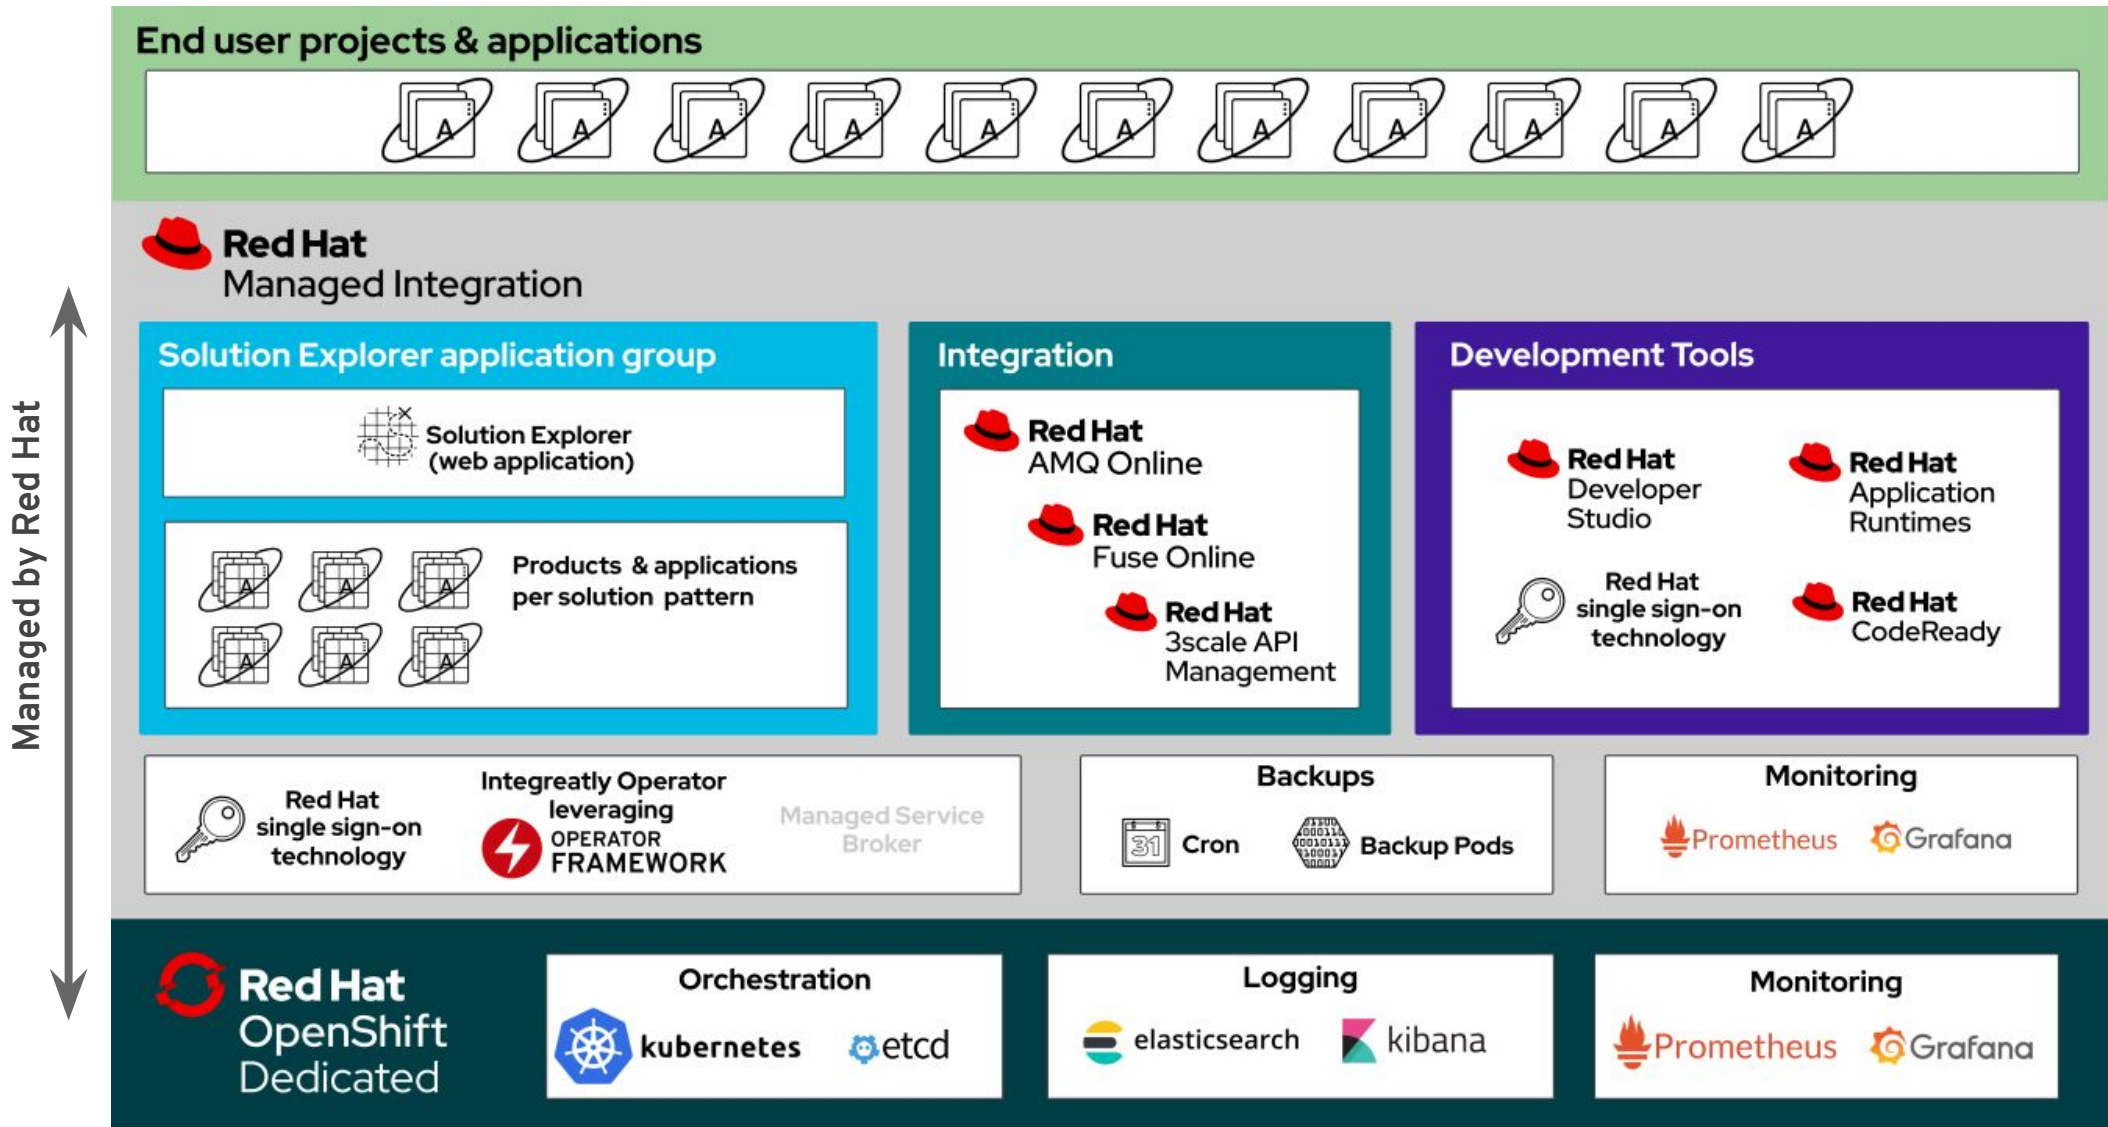 End user projects & applications
A A A A A A A A A A A
Managed by Red Hat
Red Hat
Managed Integration
Solution Explorer application group
Solution Explorer
(web application)
A A A
Products & applications
per solution pattern
A A A
Integration
Red Hat
AMQ Online
Red Hat
Fuse Online
Red Hat
3scale API
Management
Development Tools
Red Hat
Developer
Studio
Red Hat
Application
Runtimes
Red Hat
single sign-on
technology
Red Hat
CodeReady
Red Hat
single sign-on
technology
Integreatly Operator
leveraging
OPERATOR
FRAMEWORK
Managed Service
Broker
Backups
31
Cron
Backup Pods
Monitoring
Prometheus
Grafana
Red Hat
OpenShift
Dedicated
Orchestration
kubernetes
etcd
Logging
elasticsearch
kibana
Monitoring
Prometheus
Grafana